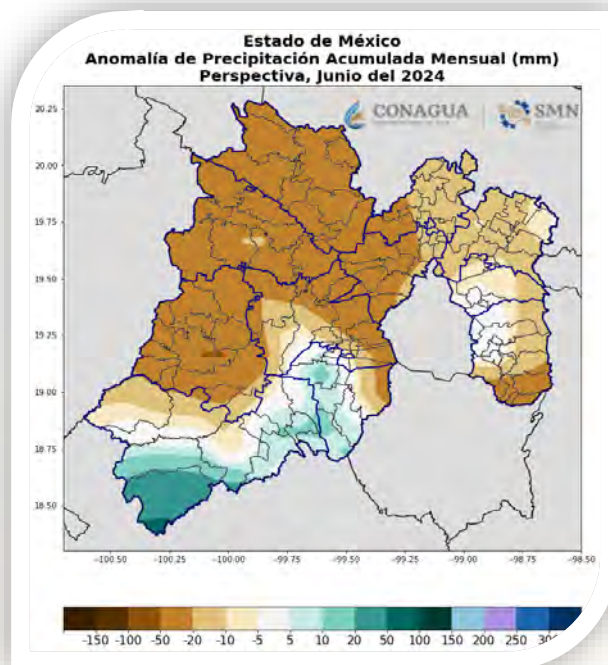 Estado de México
Anomalía de Precipitación Acumulada Mensual (mm)
Perspectiva, Junio del 2024
CONAGUA
SMN
20.25
20.00
19.75
19.50
19.25
19.00
18.75
18.50
−100.50 −100.25 −100.00 −99.75 −99.50 −99.25 −99.00 −98.75 −98.50
-150 -100 -50 -20 -10 -5 5 10 20 50 100 150 200 250